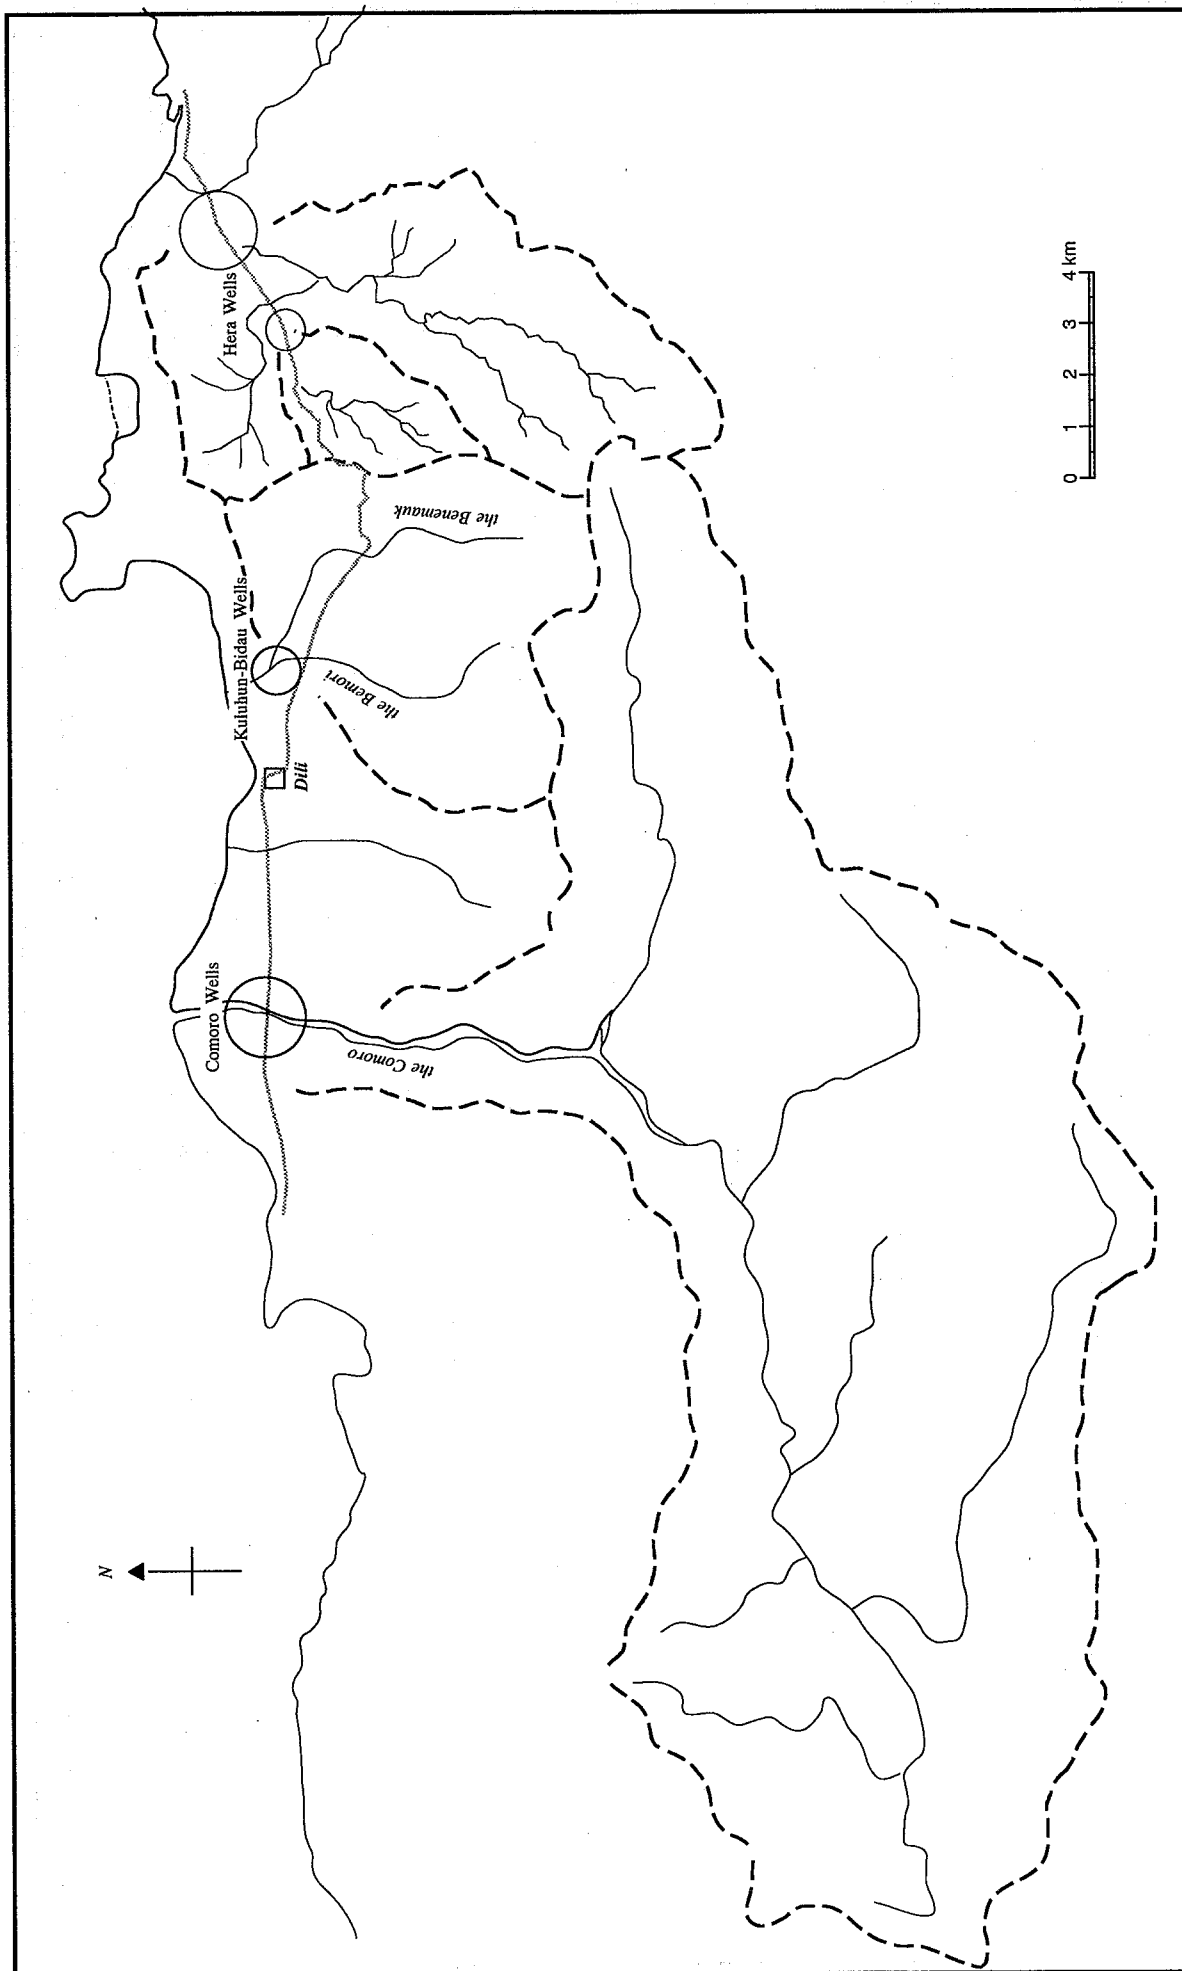 N
Comoro Wells
the Comoro
Dili
Kuluhun-Bidau Wells
the Bemori
the Benemauk
Hera Wells
0 1 2 3 4 km